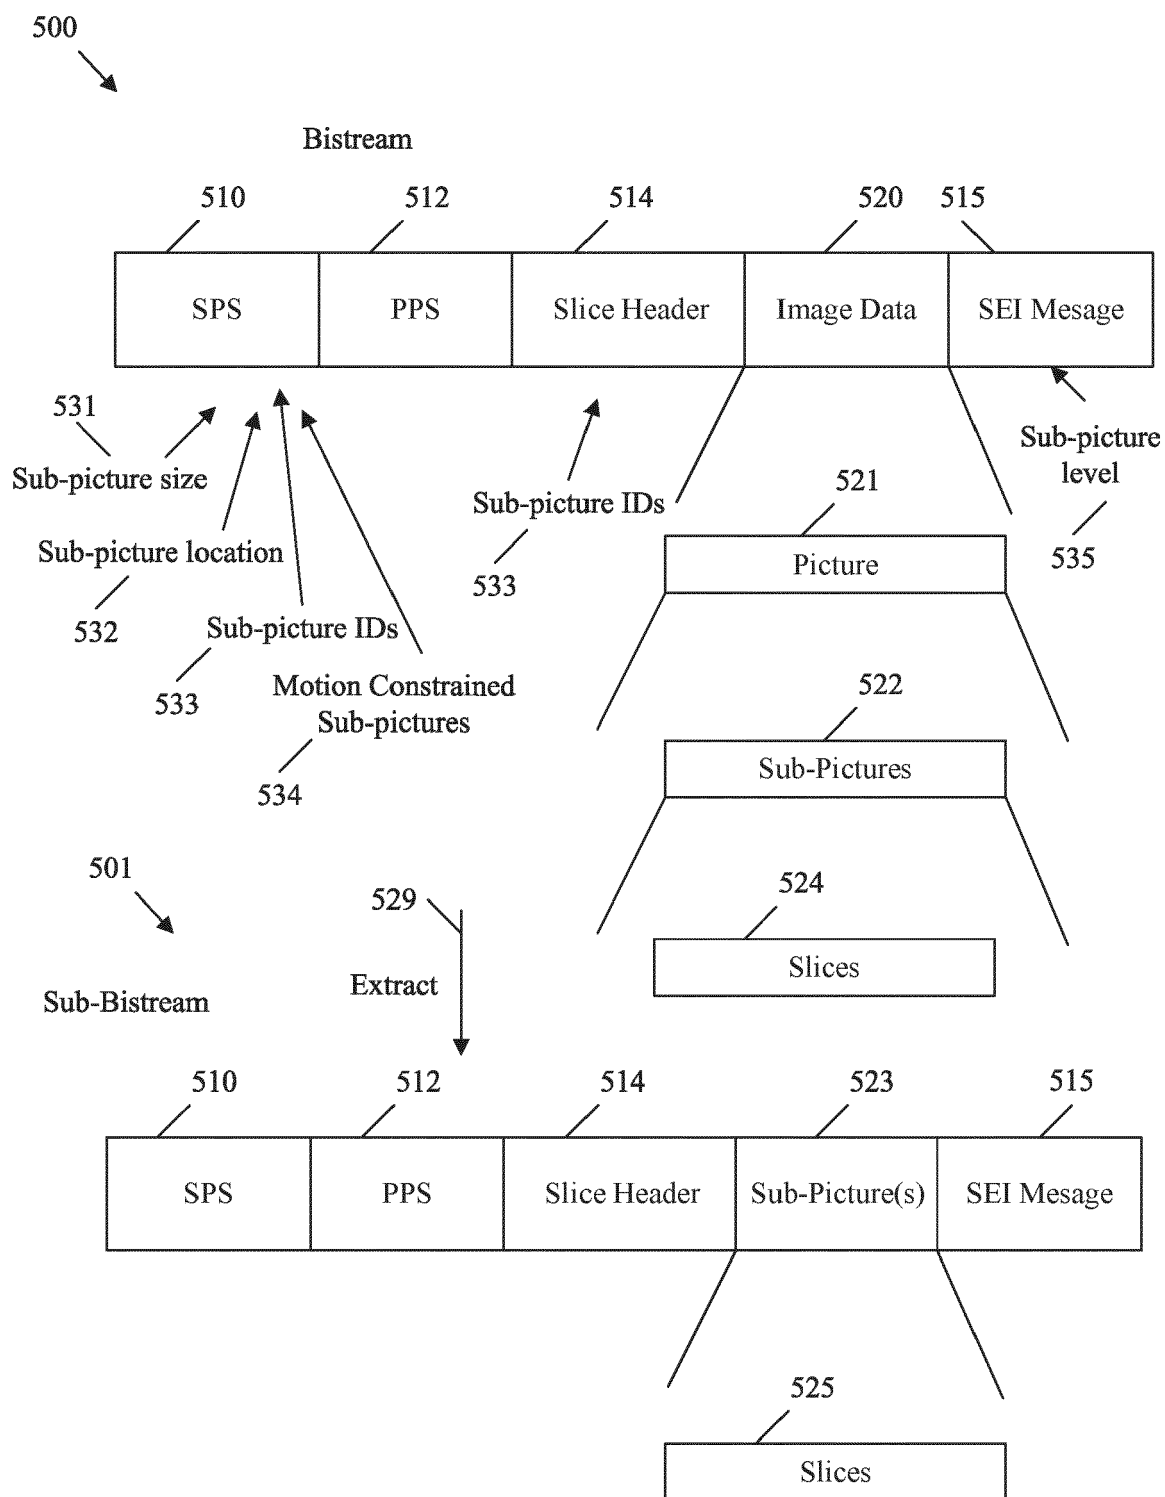 500
Bistream
510
512
514
520
515
SPS
PPS
Slice Header
Image Data
SEI Mesage
531
Sub-picture size
Sub-picture location
532
533
Sub-picture IDs
Motion Constrained
Sub-pictures
534
Sub-picture IDs
533
Sub-picture
level
535
521
Picture
522
Sub-Pictures
524
Slices
501
Sub-Bistream
529
Extract
510
512
514
523
515
SPS
PPS
Slice Header
Sub-Picture(s)
SEI Mesage
525
Slices